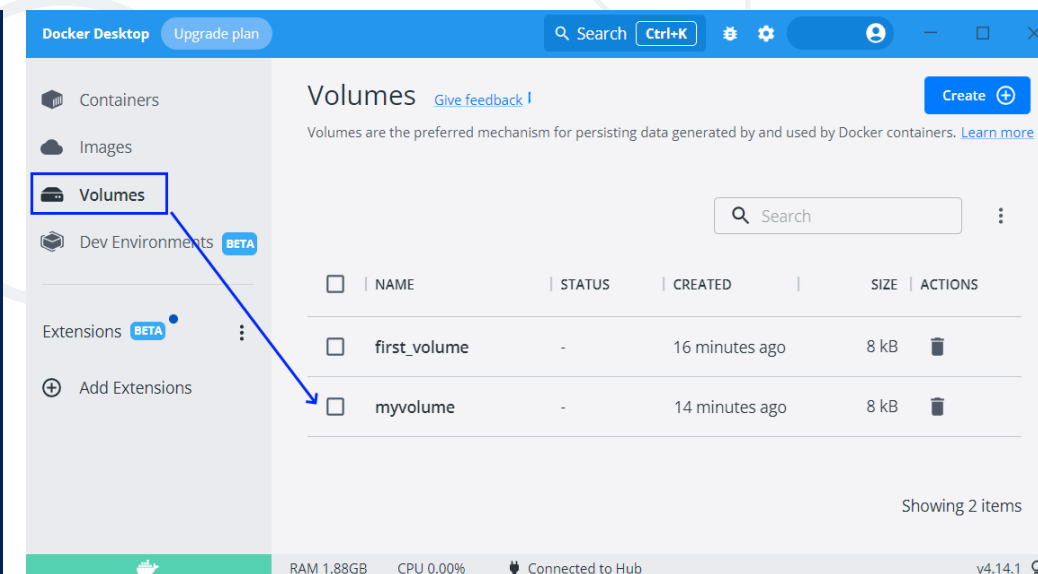 Docker Desktop Upgrade plan Search Ctrl+K
Containers
Images
Volumes
Dev Environments BETA
Extensions BETA
Add Extensions
Volumes Give feedback
Create
Volumes are the preferred mechanism for persisting data generated by and used by Docker containers. Learn more
Search
NAME STATUS CREATED SIZE ACTIONS
first_volume - 16 minutes ago 8 kB
myvolume - 14 minutes ago 8 kB
Showing 2 items
RAM 1.88GB CPU 0.00% Connected to Hub v4.14.1